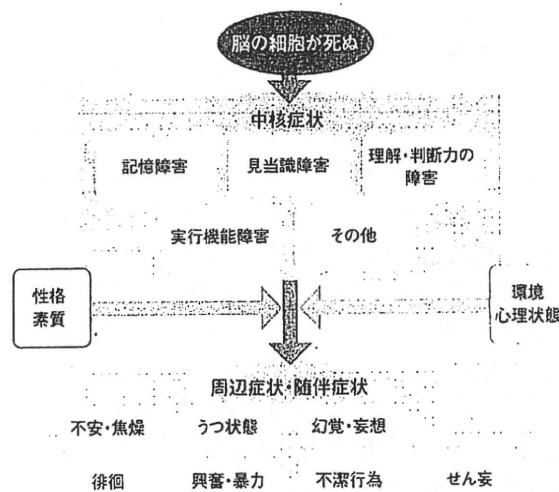 脳の細胞が死ぬ
中核症状
記憶障害
見当識障害
理解・判断力の
障害
実行機能障害
その他
性格
素質
環境
心理状態
周辺症状・随伴症状
不安・焦燥
うつ状態
幻覚・妄想
徘徊
興奮・暴力
不潔行為
せん妄